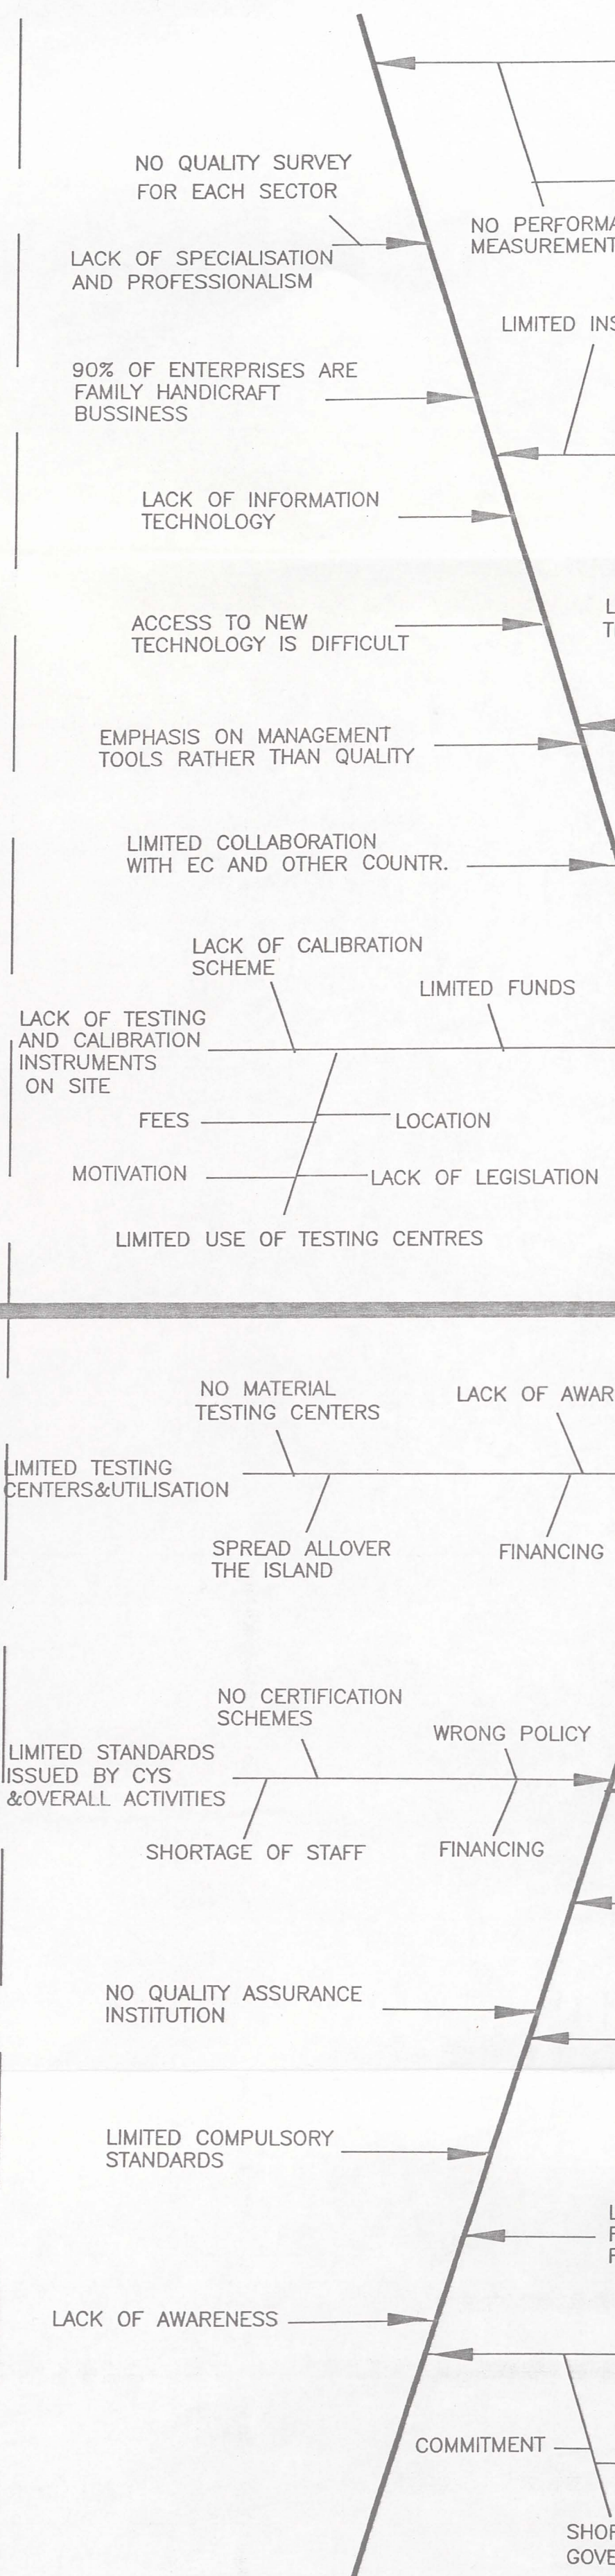 NO QUALITY SURVEY
FOR EACH SECTOR
NO
MEASUREMENT
LACK OF SPECIALISATION
AND PROFESSIONALISM
LIMITED
90% OF ENTERPRISES ARE
FAMILY HANDICRAFT
BUSSINESS
LACK OF INFORMATION
TECHNOLOGY
ACCESS TO NEW
TECHNOLOGY IS DIFFICULT
EMPHASIS ON MANAGEMENT
TOOLS RATHER THAN QUALITY
LIMITED COLLABORATION
WITH EC AND OTHER COUNTR.
LACK OF CALIBRATION
SCHEME
LIMITED FUNDS
LACK OF TESTING
AND CALIBRATION
INSTRUMENTS
ON SITE
FEES
LOCATION
MOTIVATION
LACK OF LEGISLATION
LIMITED USE OF TESTING CENTRES
NO MATERIAL
TESTING CENTERS
LACK OF
LIMITED TESTING
CENTERS&UTILISATION
SPREAD ALLOVER
THE ISLAND
FINANCING
NO CERTIFICATION
SCHEMES
WRONG POLICY
LIMITED STANDARDS
ISSUED BY CYS
&OVERALL ACTIVITIES
SHORTAGE OF STAFF
FINANCING
NO QUALITY ASSURANCE
INSTITUTION
LIMITED COMPULSORY
STANDARDS
LACK OF AWARENESS
COMMITMENT